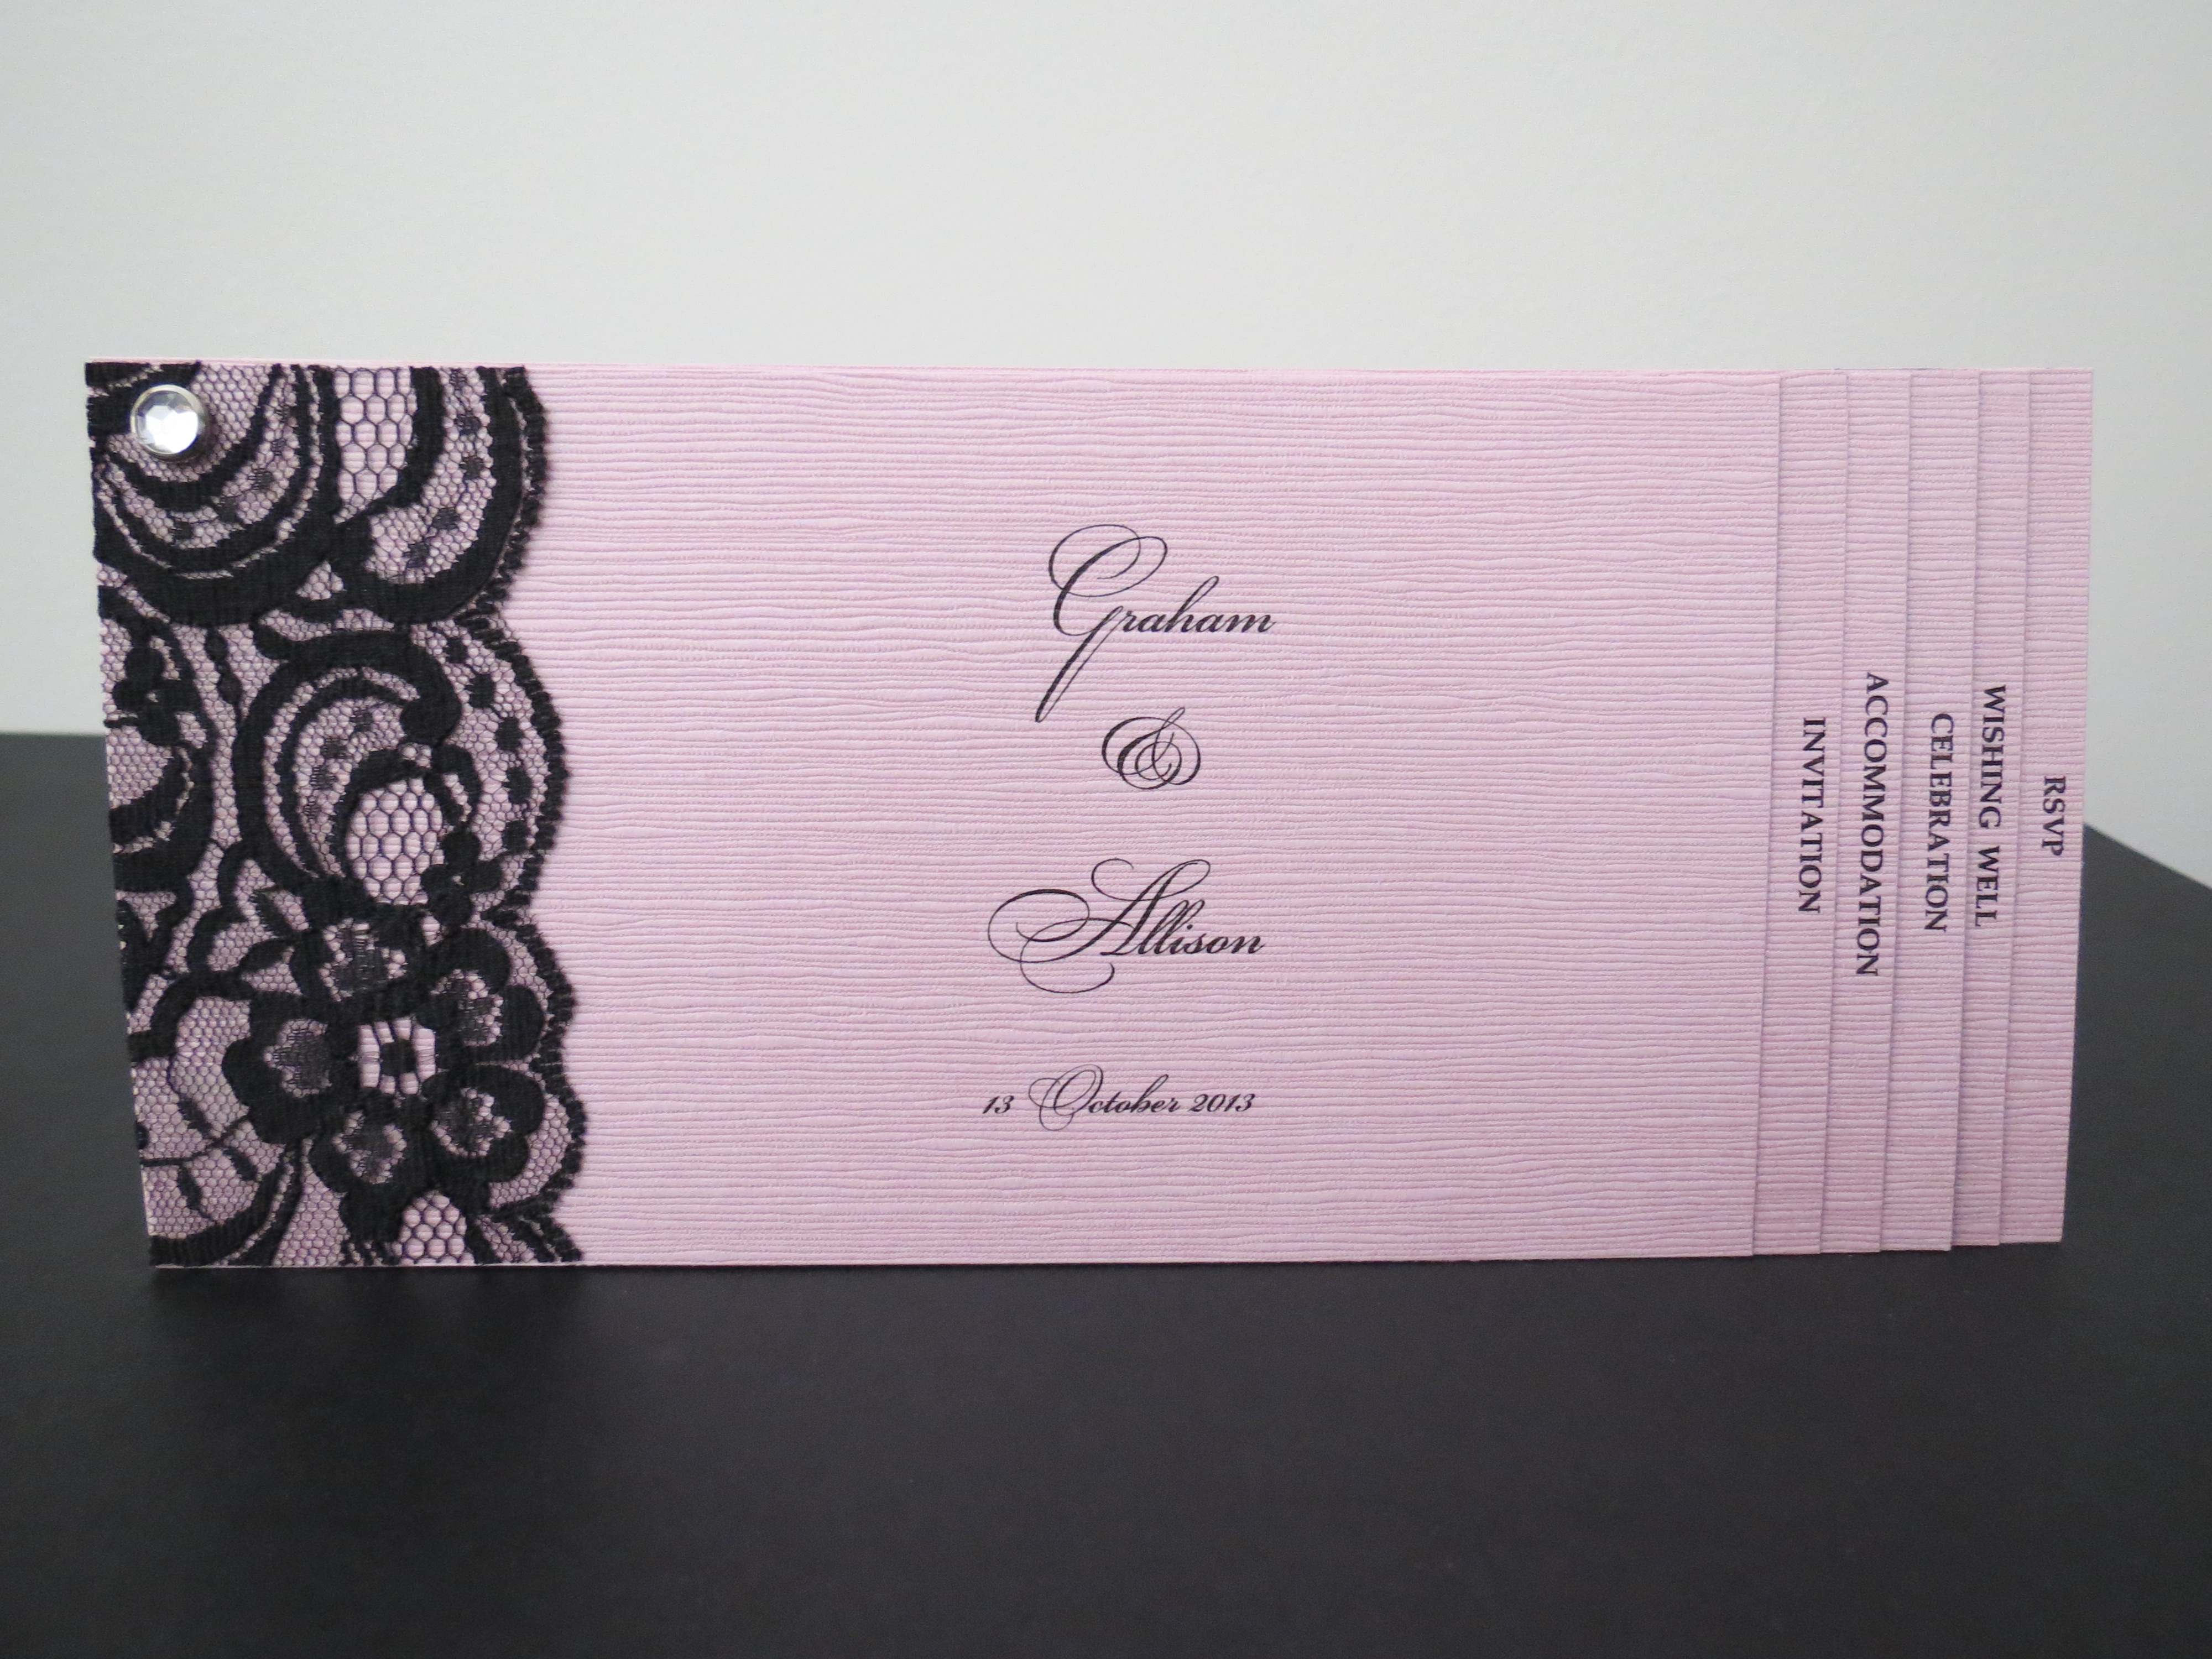 Graham
&
Allison
13 October 2013
INVITATION
ACCOMMODATION
CELEBRATION
WISHING WELL
RSVP